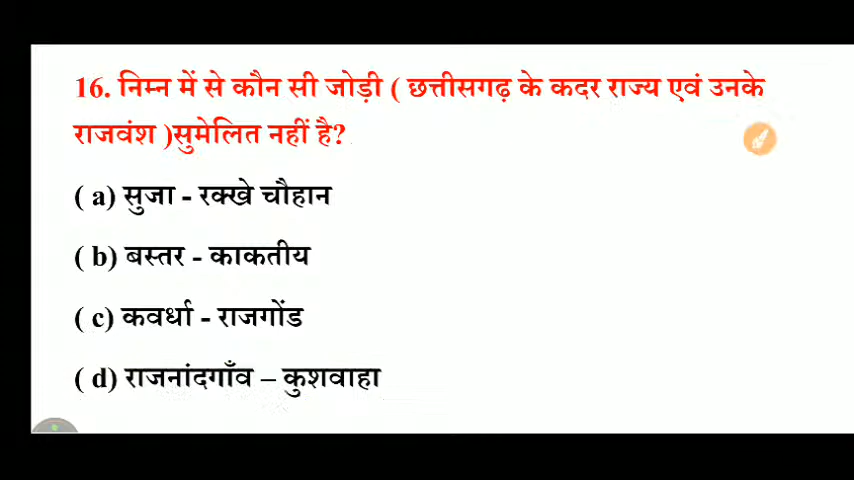 16. निम्न में से कौन सी जोड़ी ( छत्तीसगढ़ के कदर राज्य एवं उनके
राजवंश )सुमेलित नहीं है?
( a) सुजा - रक्खे चौहान
( b) बस्तर - काकतीय
( c) कवर्धा - राजगोंड
( d) राजनांदगाँव – कुशवाहा